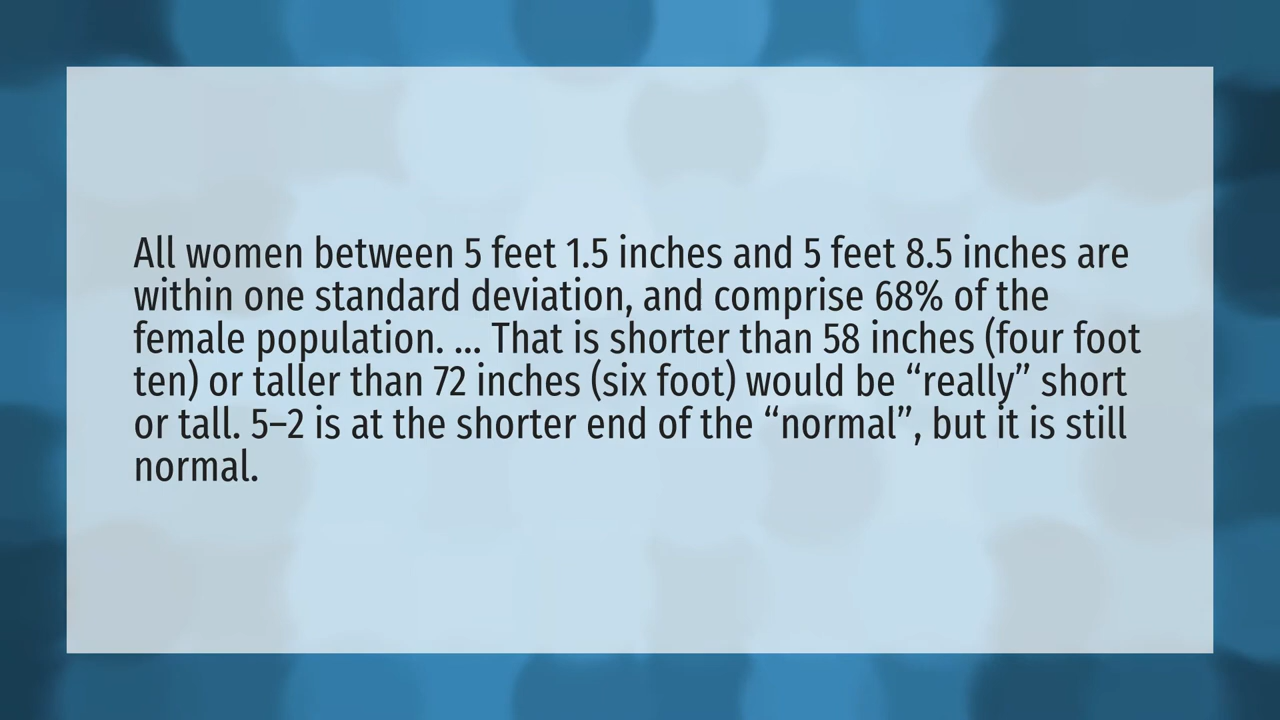 All women between 5 feet 1.5 inches and 5 feet 8.5 inches are
within one standard deviation, and comprise 68% of the
female population. ... That is shorter than 58 inches (four foot
ten) or taller than 72 inches (six foot) would be “really” short
or tall. 5–2 is at the shorter end of the “normal”, but it is still
normal.